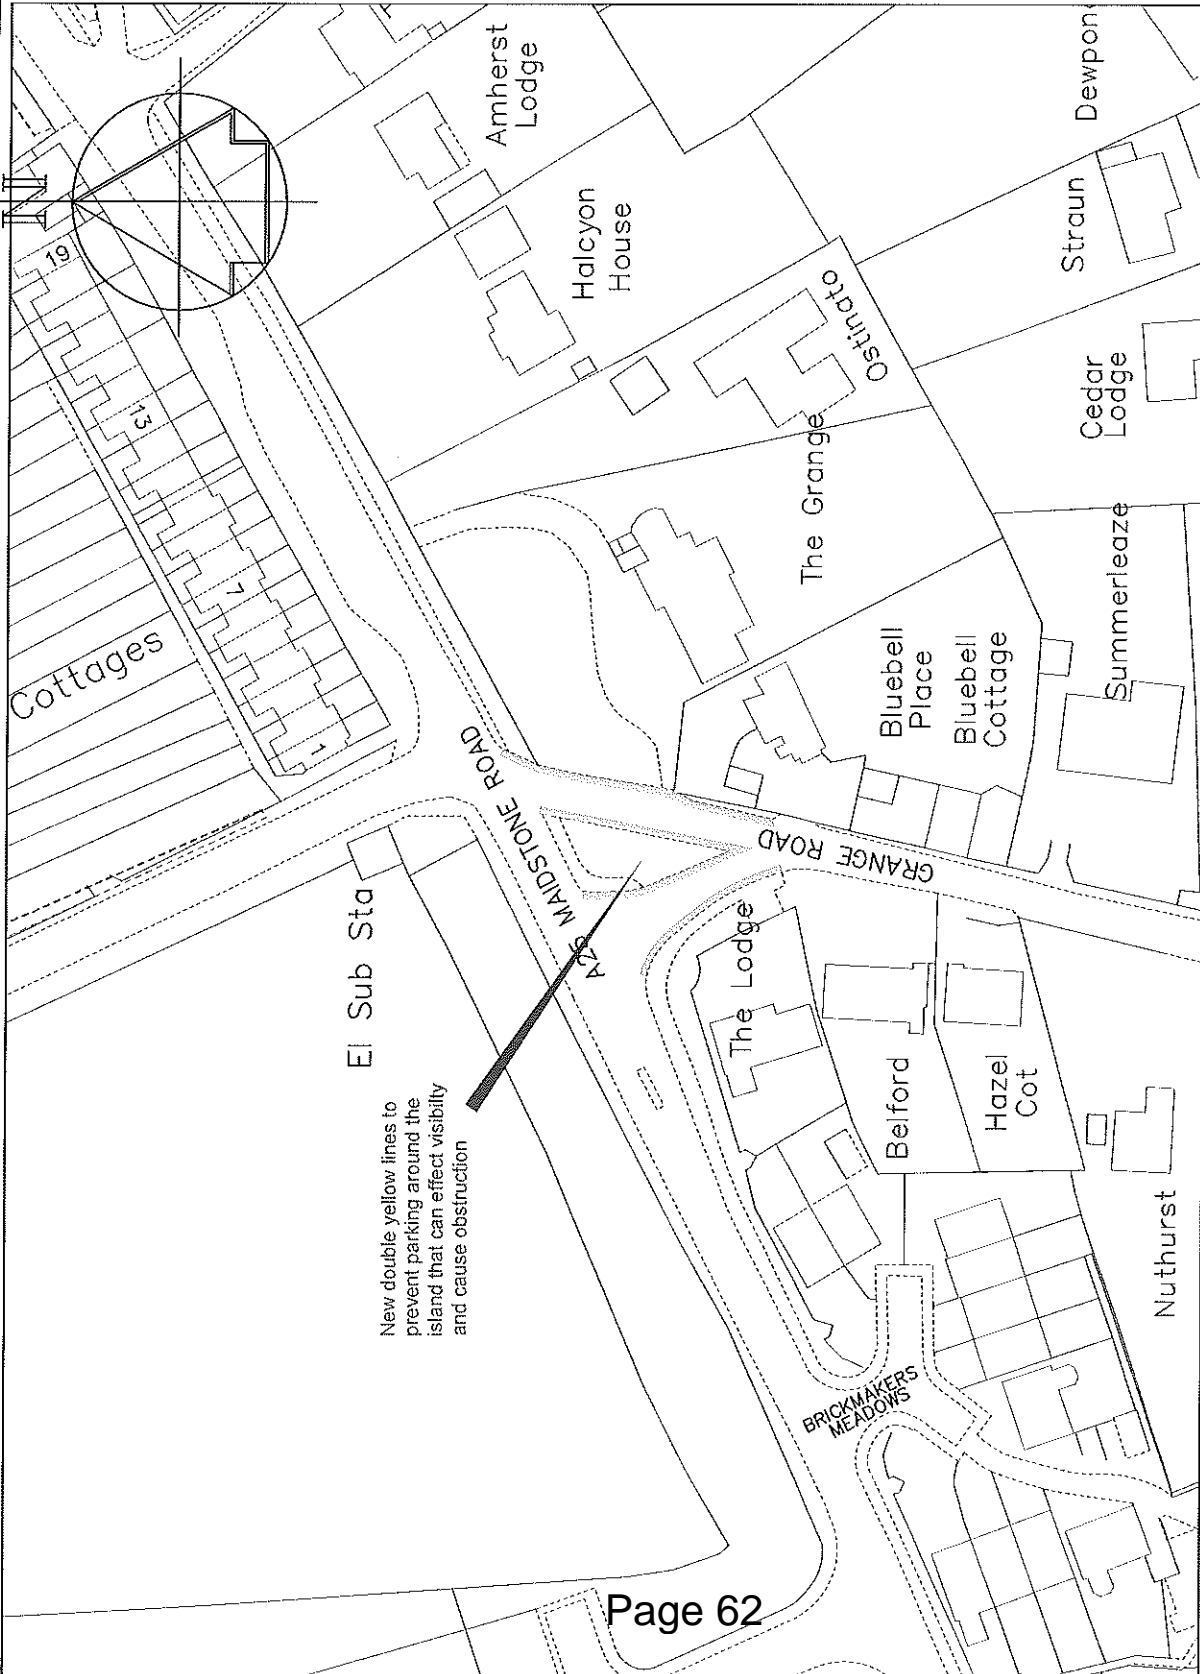 N
Cottages
19
13
7
1
El Sub Sta
A25 MAIDSTONE ROAD
GRANGE ROAD
New double yellow lines to
prevent parking around the
island that can effect visibilty
and cause obstruction
Amherst
Lodge
Halcyon
House
Ostinato
The Grange
Bluebell
Place
Bluebell
Cottage
Dewpon
Straun
Cedar
Lodge
Summerleaze
The Lodge
Belford
Hazel
Cot
Nuthurst
BRICKMAKERS
MEADOWS
Page 62